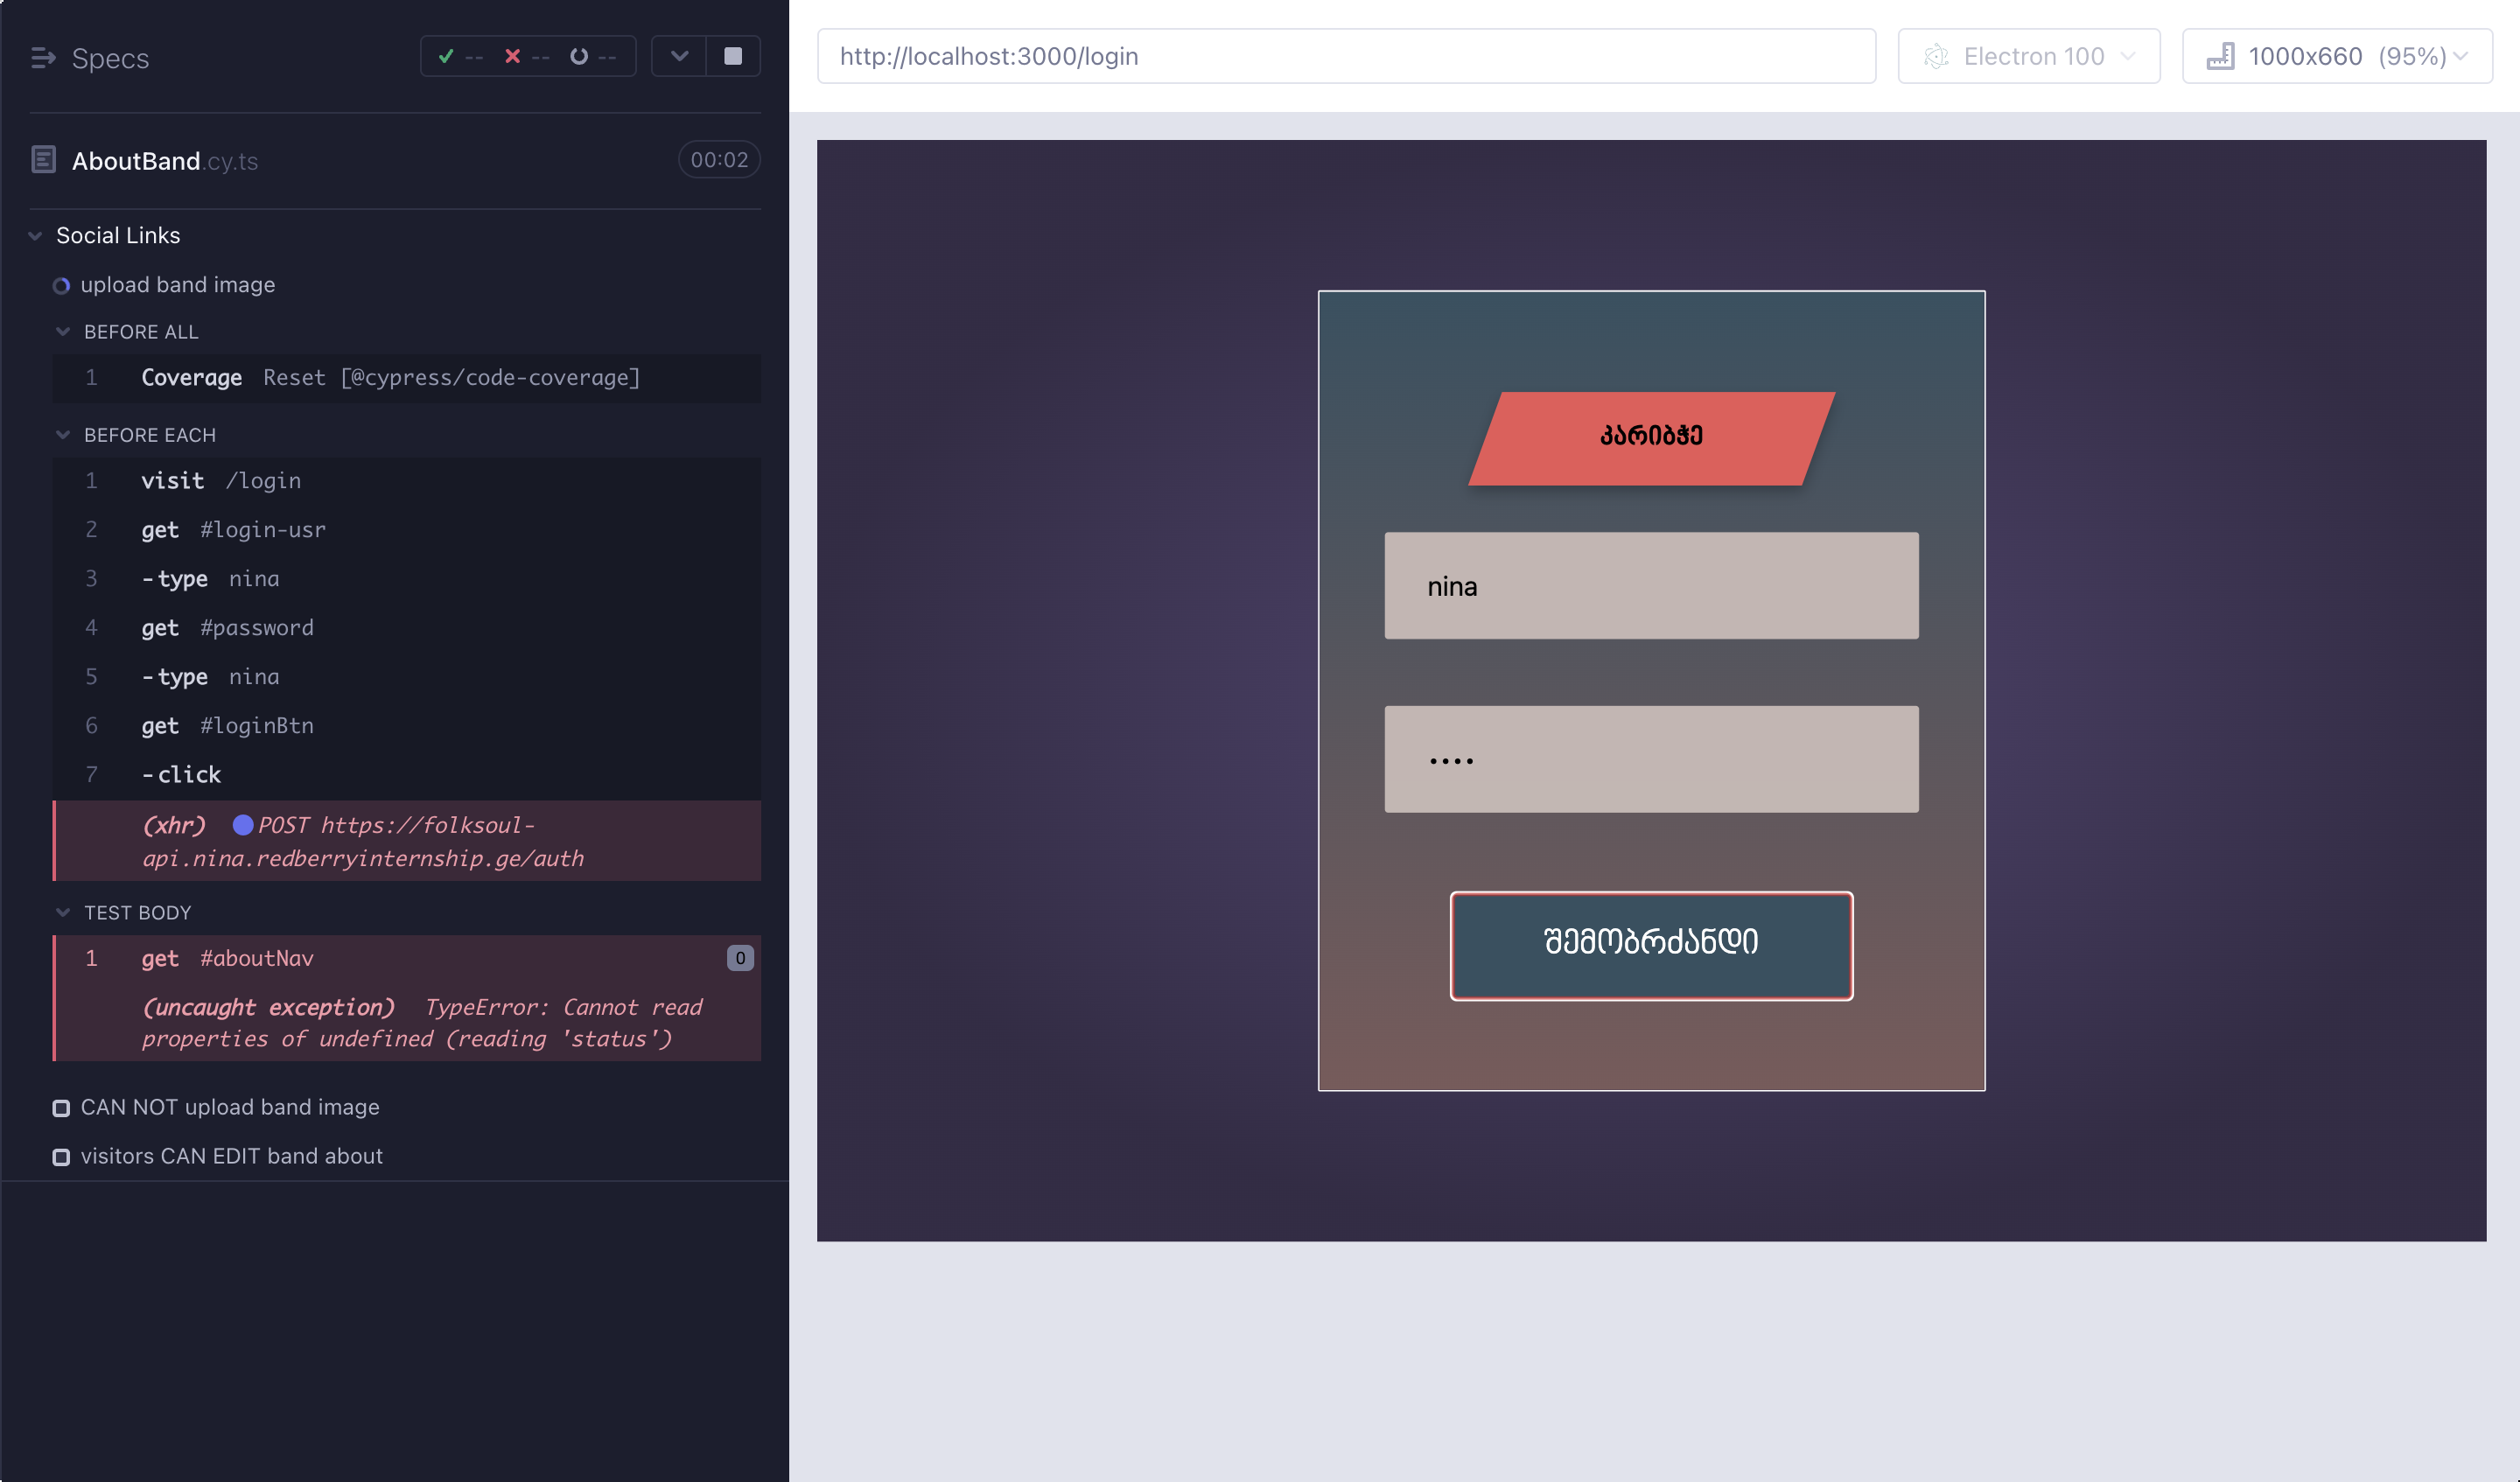 Specs
-- -- --
AboutBand.cy.ts 00:02
Social Links
upload band image
BEFORE ALL
1 Coverage Reset [@cypress/code-coverage]
BEFORE EACH
1 visit /login
2 get #login-usr
3 -type nina
4 get #password
5 -type nina
6 get #loginBtn
7 -click
(xhr) POST https://folksoul-
api.nina.redberryinternship.ge/auth
TEST BODY
1 get #aboutNav 0
(uncaught exception) TypeError: Cannot read
properties of undefined (reading 'status')
CAN NOT upload band image
visitors CAN EDIT band about
http://localhost:3000/login
Electron 100
1000x660 (95%)
კარიბჭე
nina
••••
შემობრძანდი